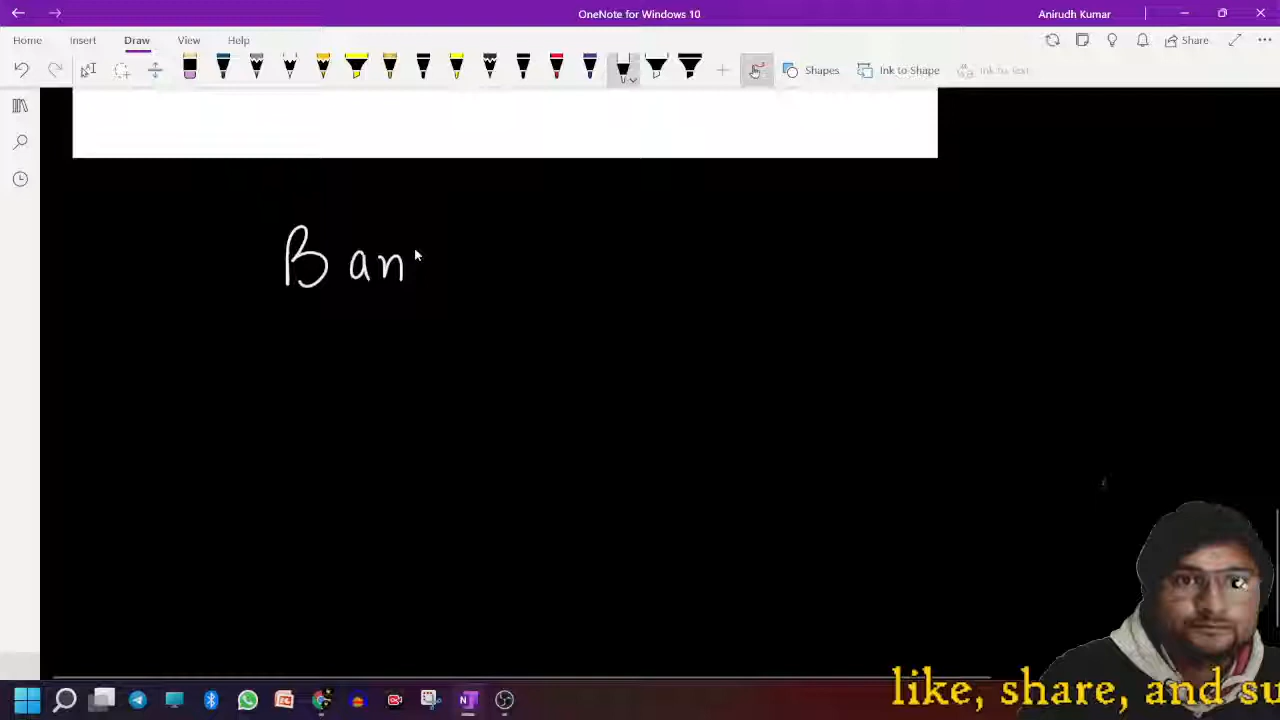 OneNote for Windows 10
Anirudh Kumar
Home Insert Draw View Help
Share
Shapes
Ink to Shape
Ink to Text
Ban
like, share, and su